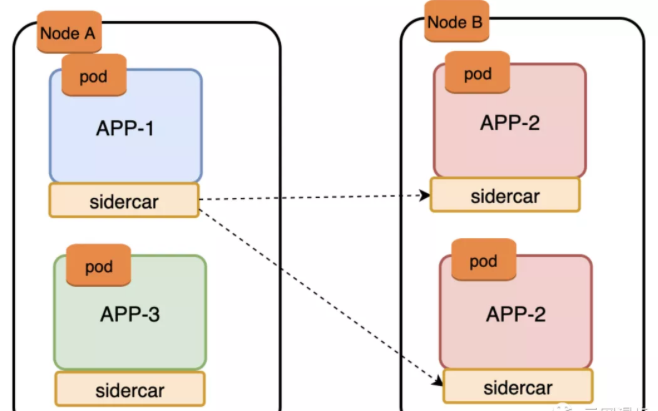 Node A
Node B
pod
pod
APP-1
APP-2
sidercar
sidercar
pod
pod
APP-3
APP-2
sidercar
sidercar